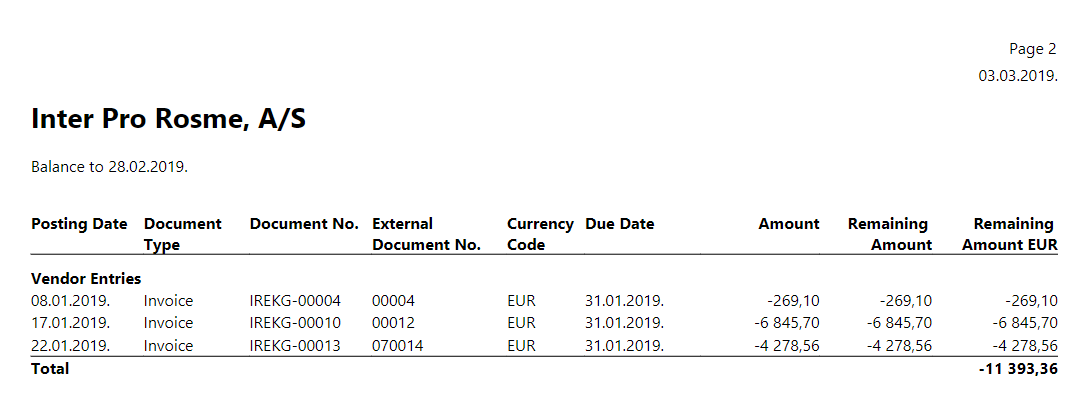 Page 2
03.03.2019.
Inter Pro Rosme, A/S
Balance to 28.02.2019.
Posting Date Document Document No. External Currency Due Date Amount Remaining Remaining
Type Document No. Code Amount Amount EUR
Vendor Entries
08.01.2019. Invoice IREKG-00004 00004 EUR 31.01.2019. -269,10 -269,10 -269,10
17.01.2019. Invoice IREKG-00010 00012 EUR 31.01.2019. -6 845,70 -6 845,70 -6 845,70
22.01.2019. Invoice IREKG-00013 070014 EUR 31.01.2019. -4 278,56 -4 278,56 -4 278,56
Total -11 393,36